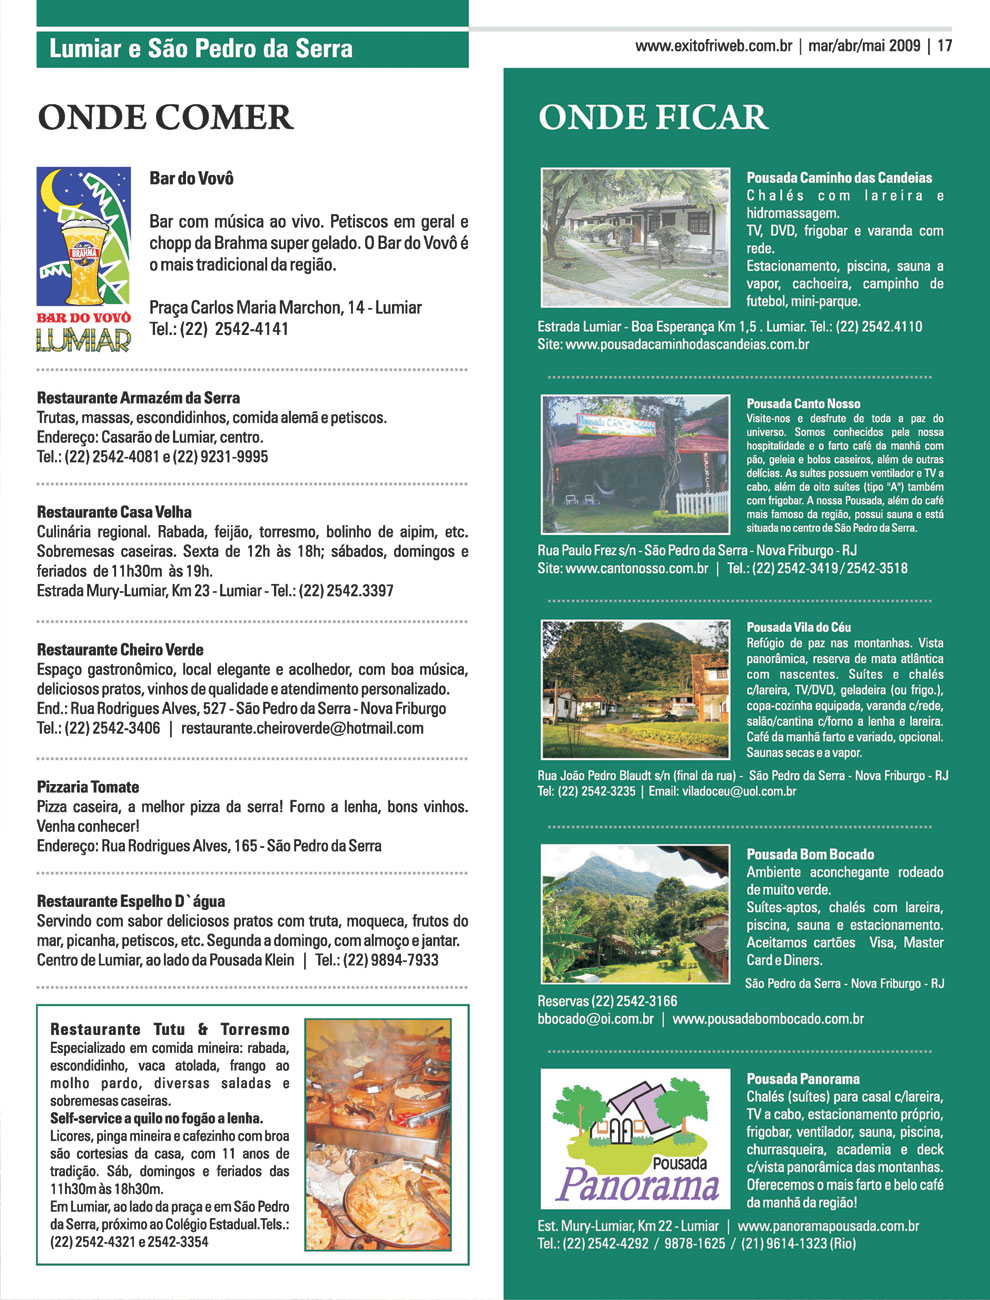 Lumiar e São Pedro da Serra
www.exitofriweb.com.br | mar/abr/mai 2009 | 17
ONDE COMER
BRAHMA
BAR DO VOVÔ
LUMIAR
Bar do Vovô
Bar com música ao vivo. Petiscos em geral e
chopp da Brahma super gelado. O Bar do Vovô é
o mais tradicional da região.
Praça Carlos Maria Marchon, 14 - Lumiar
Tel.: (22) 2542-4141
Restaurante Armazém da Serra
Trutas, massas, escondidinhos, comida alemã e petiscos.
Endereço: Casarão de Lumiar, centro.
Tel.: (22) 2542-4081 e (22) 9231-9995
Restaurante Casa Velha
Culinária regional. Rabada, feijão, torresmo, bolinho de aipim, etc.
Sobremesas caseiras. Sexta de 12h às 18h; sábados, domingos e
feriados de 11h30m às 19h.
Estrada Mury-Lumiar, Km 23 - Lumiar - Tel.: (22) 2542.3397
Restaurante Cheiro Verde
Espaço gastronômico, local elegante e acolhedor, com boa música,
deliciosos pratos, vinhos de qualidade e atendimento personalizado.
End.: Rua Rodrigues Alves, 527 - São Pedro da Serra - Nova Friburgo
Tel.: (22) 2542-3406 | restaurante.cheiroverde@hotmail.com
Pizzaria Tomate
Pizza caseira, a melhor pizza da serra! Forno a lenha, bons vinhos.
Venha conhecer!
Endereço: Rua Rodrigues Alves, 165 - São Pedro da Serra
Restaurante Espelho D`água
Servindo com sabor deliciosos pratos com truta, moqueca, frutos do
mar, picanha, petiscos, etc. Segunda a domingo, com almoço e jantar.
Centro de Lumiar, ao lado da Pousada Klein | Tel.: (22) 9894-7933
Restaurante Tutu & Torresmo
Especializado em comida mineira: rabada,
escondidinho, vaca atolada, frango ao
molho pardo, diversas saladas e
sobremesas caseiras.
Self-service a quilo no fogão a lenha.
Licores, pinga mineira e cafezinho com broa
são cortesias da casa, com 11 anos de
tradição. Sáb, domingos e feriados das
11h30m às 18h30m.
Em Lumiar, ao lado da praça e em São Pedro
da Serra, próximo ao Colégio Estadual.Tels.:
(22) 2542-4321 e 2542-3354
ONDE FICAR
Pousada Caminho das Candeias
Chalés com lareira e
hidromassagem.
TV, DVD, frigobar e varanda com
rede.
Estacionamento, piscina, sauna a
vapor, cachoeira, campinho de
futebol, mini-parque.
Estrada Lumiar - Boa Esperança Km 1,5 . Lumiar. Tel.: (22) 2542.4110
Site: www.pousadacaminhodascandeias.com.br
Pousada Canto Nosso
Visite-nos e desfrute de toda a paz do
universo. Somos conhecidos pela nossa
hospitalidade e o farto café da manhã com
pão, geleia e bolos caseiros, além de outras
delícias. As suítes possuem ventilador e TV a
cabo, além de oito suítes (tipo "A") também
com frigobar. A nossa Pousada, além do café
mais famoso da região, possui sauna e está
situada no centro de São Pedro da Serra.
Rua Paulo Frez s/n - São Pedro da Serra - Nova Friburgo - RJ
Site: www.cantonosso.com.br | Tel.: (22) 2542-3419 / 2542-3518
Pousada Vila do Céu
Refúgio de paz nas montanhas. Vista
panorâmica, reserva de mata atlântica
com nascentes. Suítes e chalés
c/lareira, TV/DVD, geladeira (ou frigo.),
copa-cozinha equipada, varanda c/rede,
salão/cantina c/forno a lenha e lareira.
Café da manhã farto e variado, opcional.
Saunas secas e a vapor.
Rua João Pedro Blaudt s/n (final da rua) - São Pedro da Serra - Nova Friburgo - RJ
Tel: (22) 2542-3235 | Email: viladoceu@uol.com.br
Pousada Bom Bocado
Ambiente aconchegante rodeado
de muito verde.
Suítes-aptos, chalés com lareira,
piscina, sauna e estacionamento.
Aceitamos cartões Visa, Master
Card e Diners.
São Pedro da Serra - Nova Friburgo - RJ
Reservas (22) 2542-3166
bbocado@oi.com.br | www.pousadabombocado.com.br
Pousada
Panorama
Pousada Panorama
Chalés (suítes) para casal c/lareira,
TV a cabo, estacionamento próprio,
frigobar, ventilador, sauna, piscina,
churrasqueira, academia e deck
c/vista panorâmica das montanhas.
Oferecemos o mais farto e belo café
da manhã da região!
Est. Mury-Lumiar, Km 22 - Lumiar | www.panoramapousada.com.br
Tel.: (22) 2542-4292 / 9878-1625 / (21) 9614-1323 (Rio)